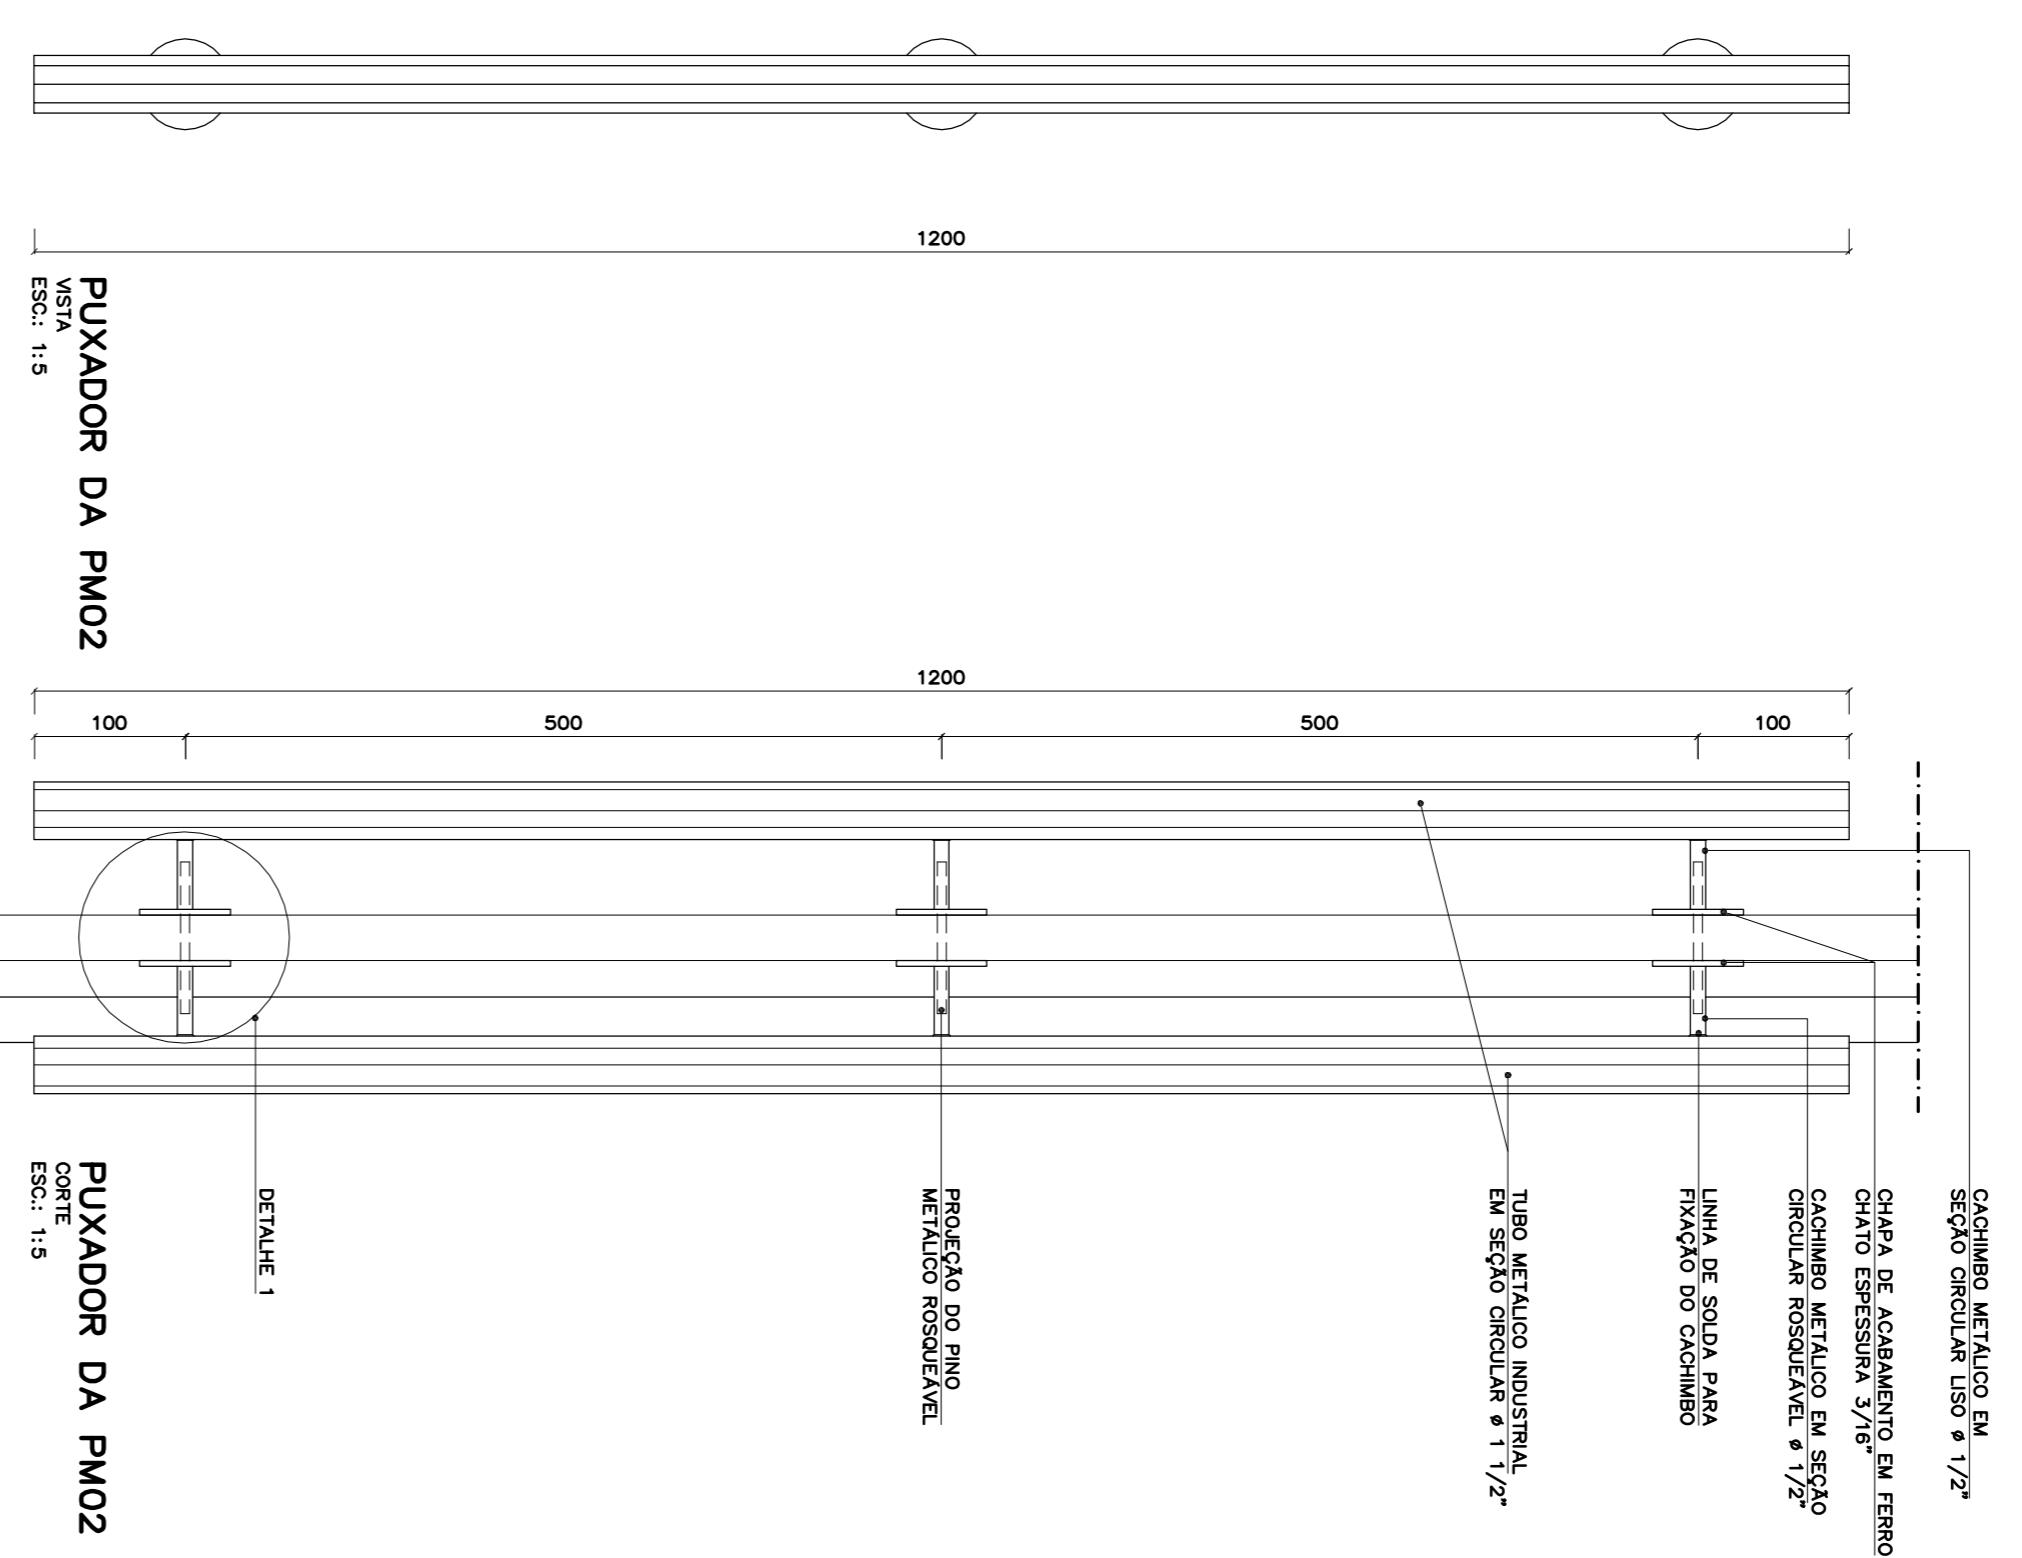 1200
PUXADOR DA PM02
VISTA
ESC.: 1:5
1200
100
500
500
100
CACHIMBO METÁLICO EM
SEÇÃO CIRCULAR LISO ø 1/2"
CHAPA DE ACABAMENTO EM FERRO
CHATO ESPESSURA 3/16"
CACHIMBO METÁLICO EM SEÇÃO
CIRCULAR ROSQUEÁVEL ø 1/2"
LINHA DE SOLDA PARA
FIXAÇÃO DO CACHIMBO
TUBO METÁLICO INDUSTRIAL
EM SEÇÃO CIRCULAR ø 1 1/2"
PROJEÇÃO DO PINO
METÁLICO ROSQUEÁVEL
DETALHE 1
PUXADOR DA PM02
CORTE
ESC.: 1:5